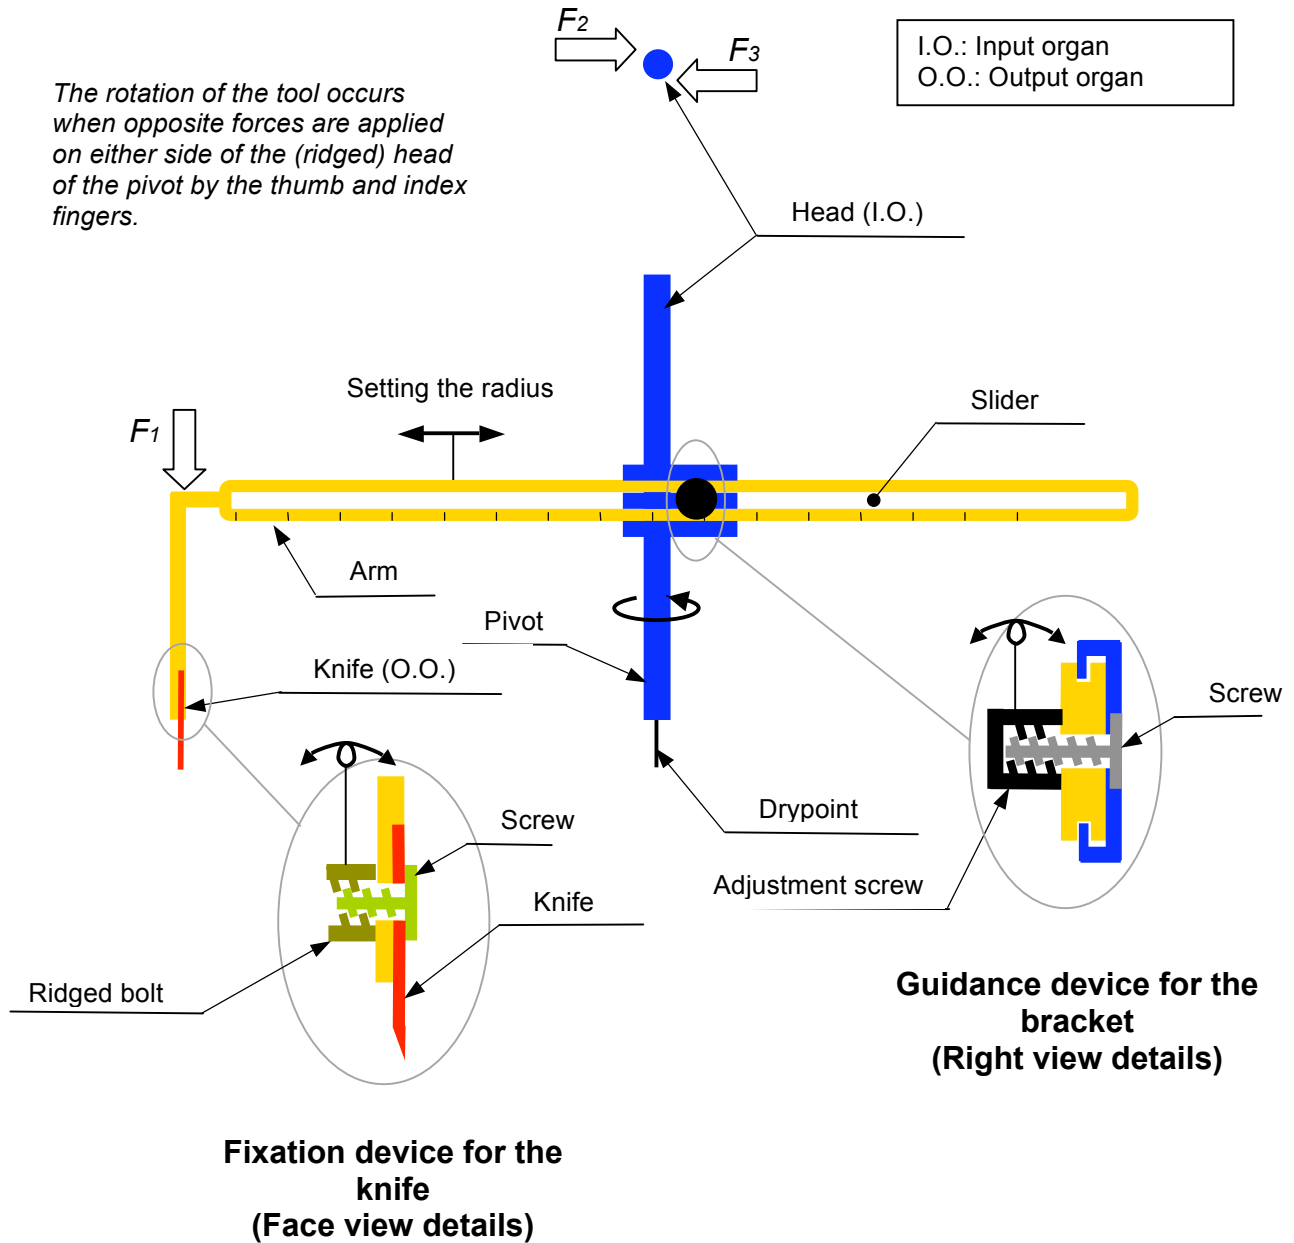 F2
F3
I.O.: Input organ
O.O.: Output organ
The rotation of the tool occurs
when opposite forces are applied
on either side of the (ridged) head
of the pivot by the thumb and index
fingers.
Head (I.O.)
Setting the radius
Slider
F1
Arm
Pivot
Knife (O.O.)
Screw
Drypoint
Screw
Adjustment screw
Knife
Ridged bolt
Guidance device for the
bracket
(Right view details)
Fixation device for the
knife
(Face view details)